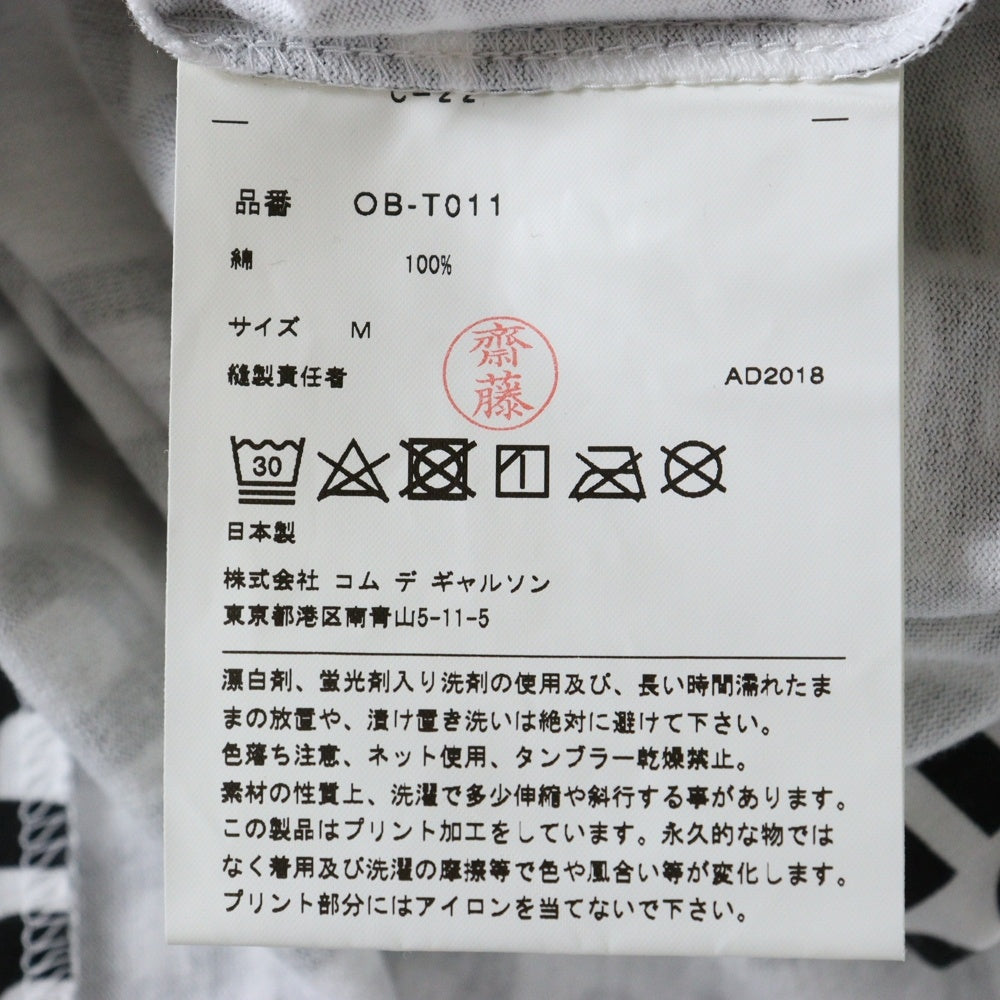 C-22
品番 OB-T011
綿 100%
サイズ M
縫製責任者 齋藤 AD2018
30
日本製
株式会社 コム デ ギャルソン
東京都港区南青山5-11-5
漂白剤、蛍光剤入り洗剤の使用及び、長い時間濡れたま
まの放置や、漬け置き洗いは絶対に避けて下さい。
色落ち注意、ネット使用、タンブラー乾燥禁止。
素材の性質上、洗濯で多少伸縮や斜行する事があります。
この製品はプリント加工をしています。永久的な物では
なく着用及び洗濯の摩擦等で色や風合い等が変化します。
プリント部分にはアイロンを当てないで下さい。